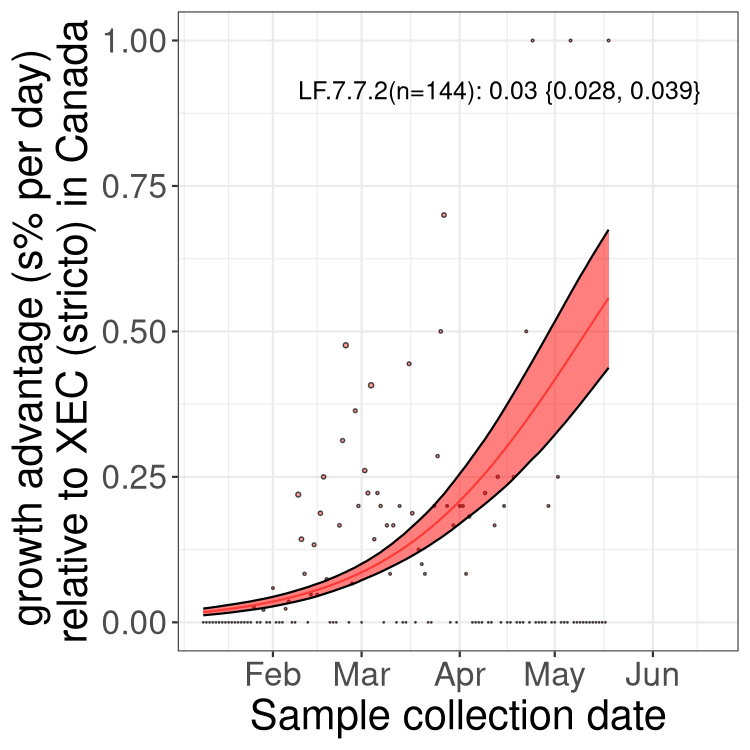 growth advantage (s% per day)
relative to XEC (stricto) in Canada
1.00
0.75
0.50
0.25
0.00
LF.7.7.2(n=144): 0.03 {0.028, 0.039}
Feb Mar Apr May Jun
Sample collection date